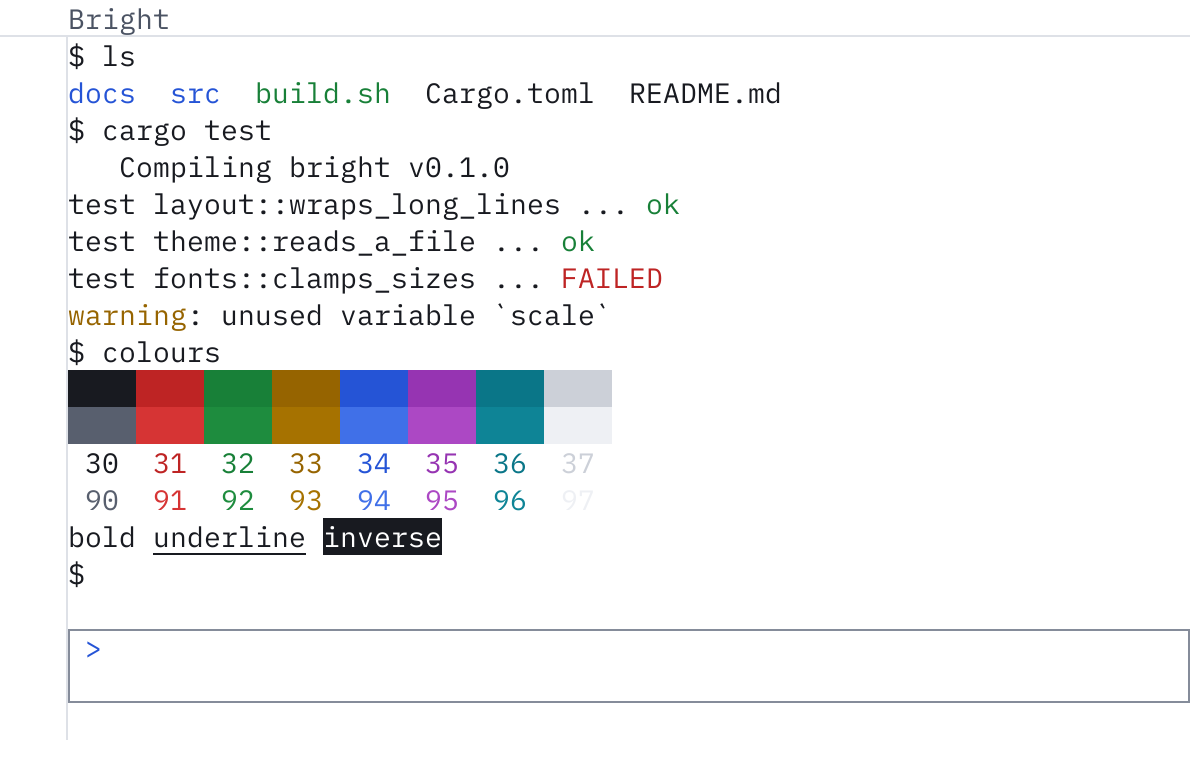 Bright
$ ls
docs  src  build.sh  Cargo.toml  README.md
$ cargo test
   Compiling bright v0.1.0
test layout::wraps_long_lines ... ok
test theme::reads_a_file ... ok
test fonts::clamps_sizes ... FAILED
warning: unused variable `scale`
$ colours
 30  31  32  33  34  35  36  37
 90  91  92  93  94  95  96  97
bold underline inverse
$
>